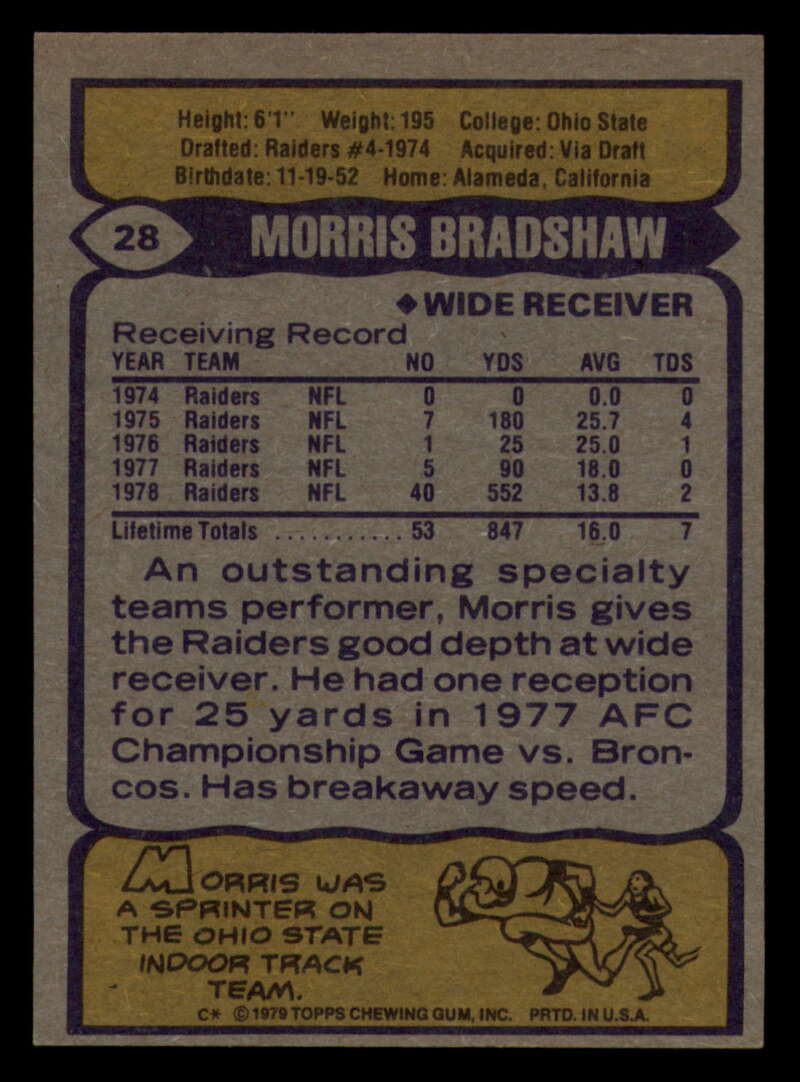 Height: 6'1" Weight: 195 College: Ohio State
Drafted: Raiders #4-1974 Acquired: Via Draft
Birthdate: 11-19-52 Home: Alameda, California
28 MORRIS BRADSHAW
◆ WIDE RECEIVER
Receiving Record
YEAR TEAM NO YDS AVG TDS
1974 Raiders NFL 0 0 0.0 0
1975 Raiders NFL 7 180 25.7 4
1976 Raiders NFL 1 25 25.0 1
1977 Raiders NFL 5 90 18.0 0
1978 Raiders NFL 40 552 13.8 2
Lifetime Totals ........... 53 847 16.0 7
An outstanding specialty
teams performer, Morris gives
the Raiders good depth at wide
receiver. He had one reception
for 25 yards in 1977 AFC
Championship Game vs. Bron-
cos. Has breakaway speed.
MORRIS WAS
A SPRINTER ON
THE OHIO STATE
INDOOR TRACK
TEAM.
C* © 1979 TOPPS CHEWING GUM, INC. PRTD. IN U.S.A.